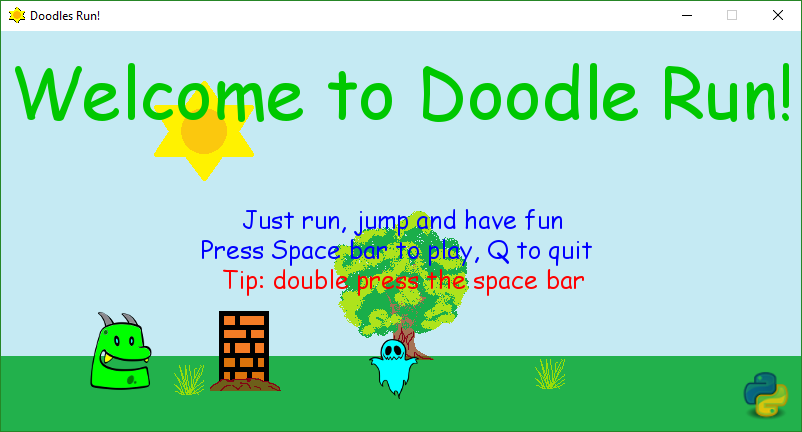 Doodles Run!
Welcome to Doodle Run!
Just run, jump and have fun
Press Space bar to play, Q to quit
Tip: double press the space bar